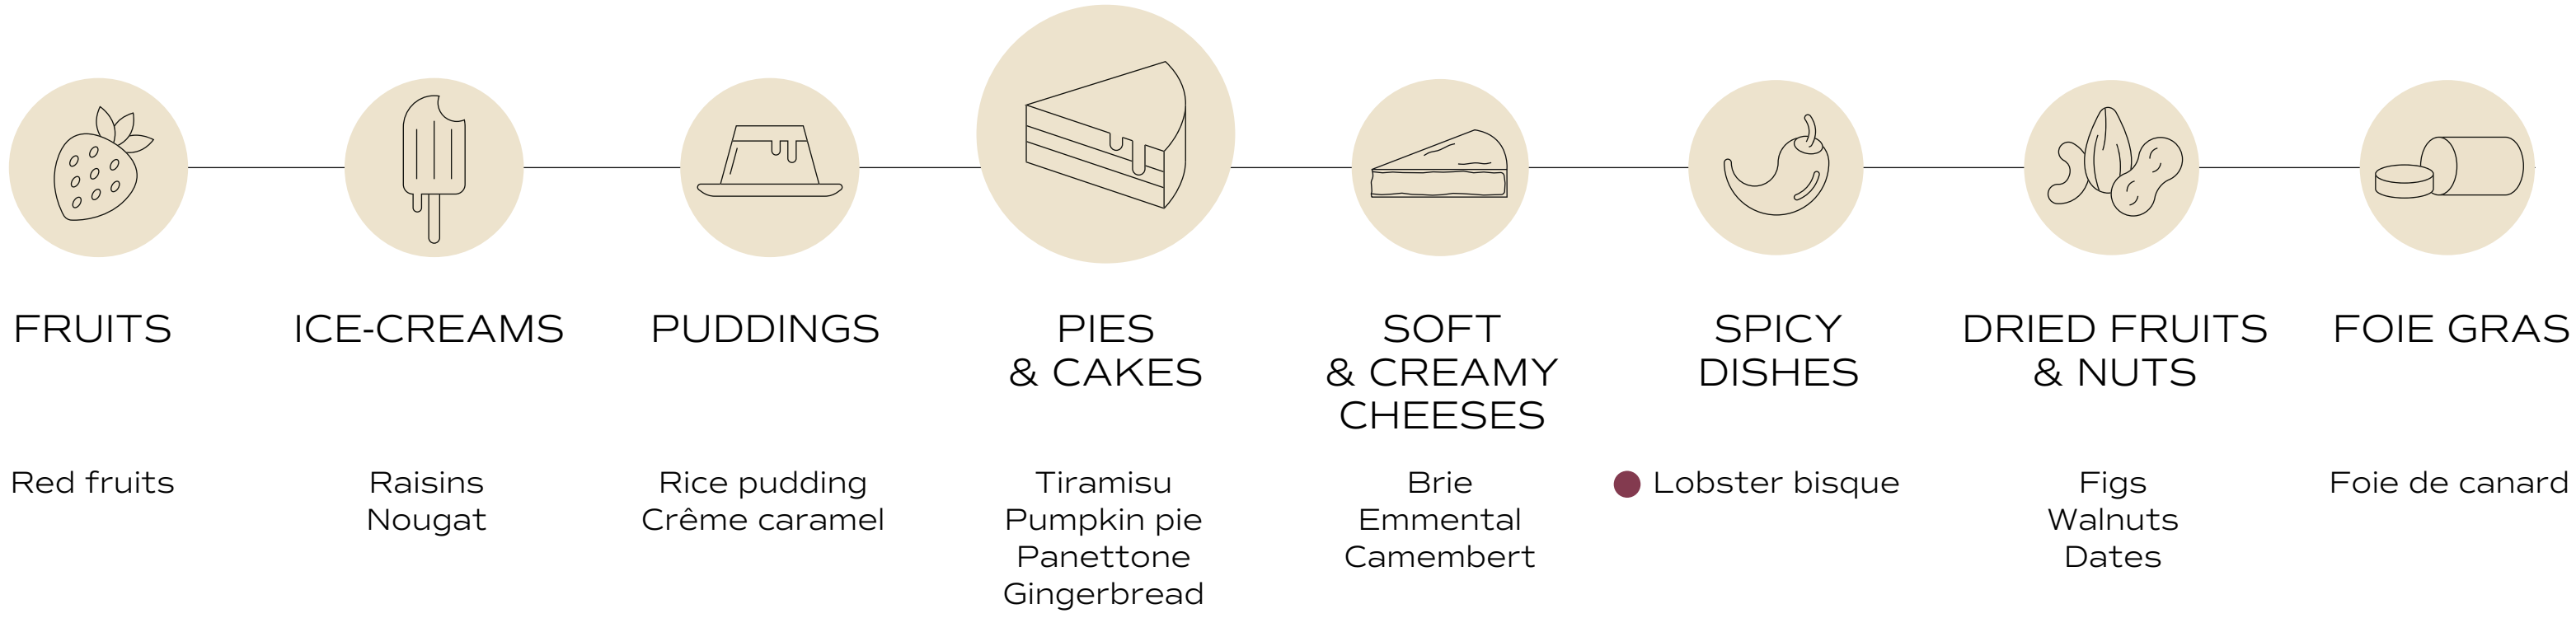 FRUITS
ICE-CREAMS
PUDDINGS
PIES
& CAKES
SOFT
& CREAMY
CHEESES
SPICY
DISHES
DRIED FRUITS
& NUTS
FOIE GRAS
Red fruits
Raisins
Nougat
Rice pudding
Crême caramel
Tiramisu
Pumpkin pie
Panettone
Gingerbread
Brie
Emmental
Camembert
Lobster bisque
Figs
Walnuts
Dates
Foie de canard